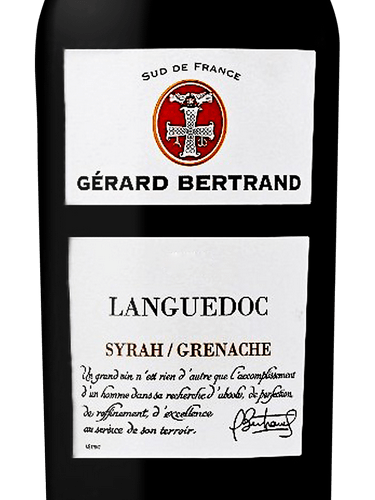 SUD DE FRANCE
GÉRARD BERTRAND
LANGUEDOC
SYRAH / GRENACHE
Un grand vin n'est rien d'autre que l'accomplissement
d'un homme dans sa recherche d'absolu, de perfection,
de raffinement, d'excellence
au service de son terroir.